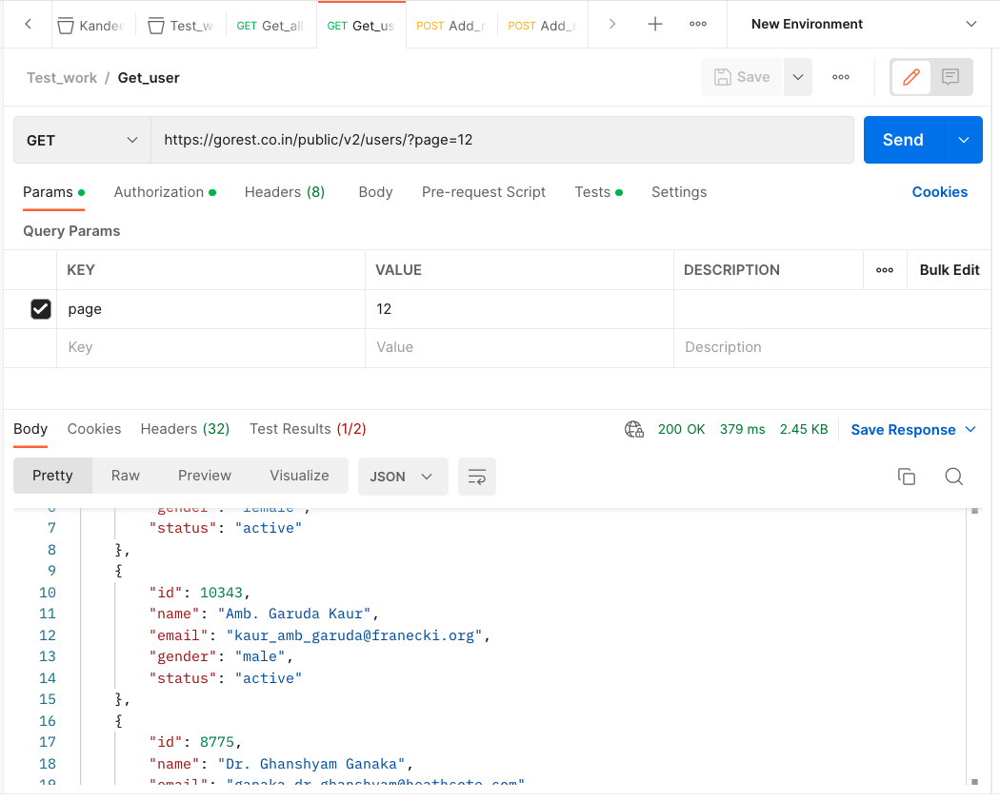 Kandee Test_w GET Get_all GET Get_us POST Add_r POST Add_r New Environment
Test_work / Get_user Save
GET https://gorest.co.in/public/v2/users/?page=12 Send
Params Authorization Headers (8) Body Pre-request Script Tests Settings Cookies
Query Params
KEY VALUE DESCRIPTION Bulk Edit
page 12
Key Value Description
Body Cookies Headers (32) Test Results (1/2) 200 OK 379 ms 2.45 KB Save Response
Pretty Raw Preview Visualize JSON
6 "gender": "female",
7 "status": "active"
8 },
9 {
10 "id": 10343,
11 "name": "Amb. Garuda Kaur",
12 "email": "kaur_amb_garuda@franecki.org",
13 "gender": "male",
14 "status": "active"
15 },
16 {
17 "id": 8775,
18 "name": "Dr. Ghanshyam Ganaka",
19 "email": "ganaka_dr_ghanshyam@heathcote.com"